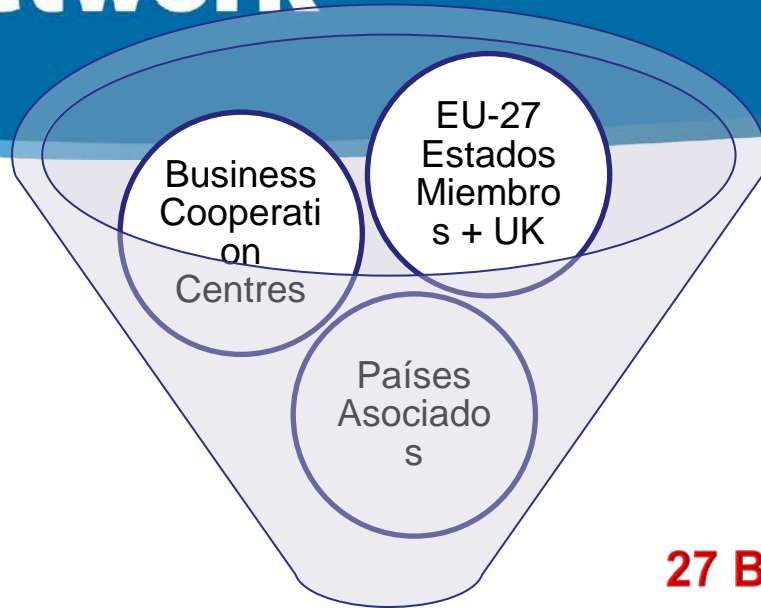 Business
Cooperati
on
Centres
EU-27
Estados
Miembro
s + UK
Países
Asociado
s
27 B